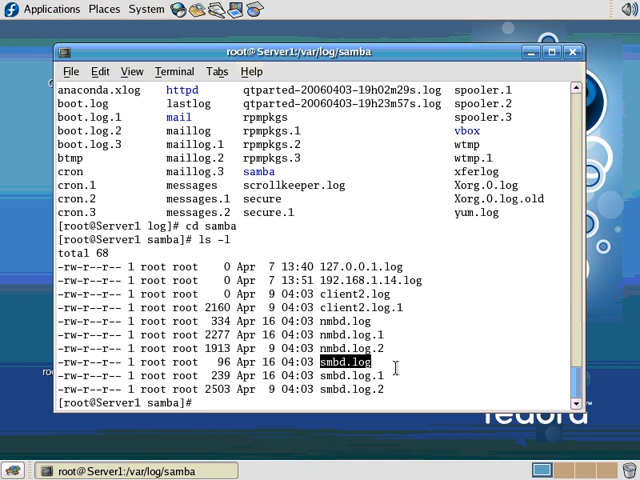 Applications Places System
root@Server1:/var/log/samba
File Edit View Terminal Tabs Help
anaconda.xlog httpd qtparted-20060403-19h02m29s.log spooler.1
boot.log lastlog qtparted-20060403-19h23m57s.log spooler.2
boot.log.1 mail rpmpkgs spooler.3
boot.log.2 maillog rpmpkgs.1 vbox
boot.log.3 maillog.1 rpmpkgs.2 wtmp
btmp maillog.2 rpmpkgs.3 wtmp.1
cron maillog.3 samba xferlog
cron.1 messages scrollkeeper.log Xorg.0.log
cron.2 messages.1 secure Xorg.0.log.old
cron.3 messages.2 secure.1 yum.log
[root@Server1 log]# cd samba
[root@Server1 samba]# ls -l
total 68
-rw-r--r-- 1 root root 0 Apr 7 13:40 127.0.0.1.log
-rw-r--r-- 1 root root 0 Apr 7 13:51 192.168.1.14.log
-rw-r--r-- 1 root root 0 Apr 9 04:03 client2.log
-rw-r--r-- 1 root root 2160 Apr 9 04:03 client2.log.1
-rw-r--r-- 1 root root 334 Apr 16 04:03 nmbd.log
-rw-r--r-- 1 root root 2277 Apr 16 04:03 nmbd.log.1
-rw-r--r-- 1 root root 1913 Apr 9 04:03 nmbd.log.2
-rw-r--r-- 1 root root 96 Apr 16 04:03 smbd.log
-rw-r--r-- 1 root root 239 Apr 16 04:03 smbd.log.1
-rw-r--r-- 1 root root 2503 Apr 9 04:03 smbd.log.2
[root@Server1 samba]#
fedora™
root@Server1:/var/log/samba